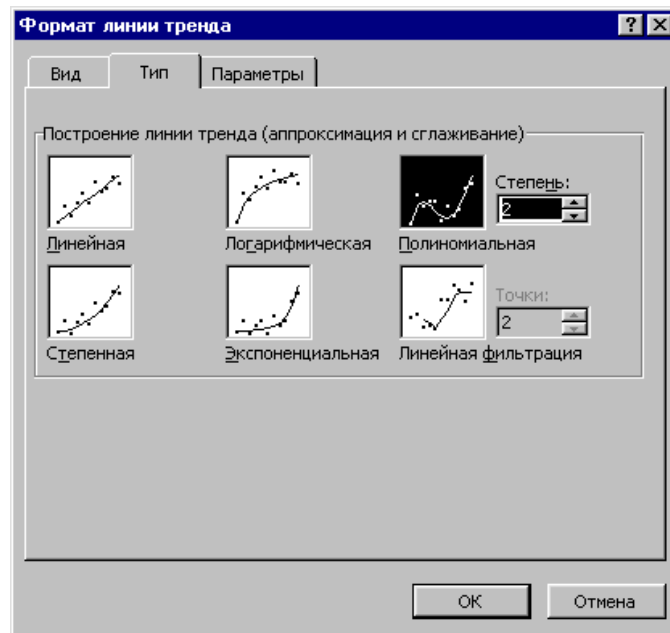 Формат линии тренда
Вид Тип Параметры
Построение линии тренда (аппроксимация и сглаживание)
Степень:
2
Линейная Логарифмическая Полиномиальная
Точки:
2
Степенная Экспоненциальная Линейная фильтрация
OK Отмена